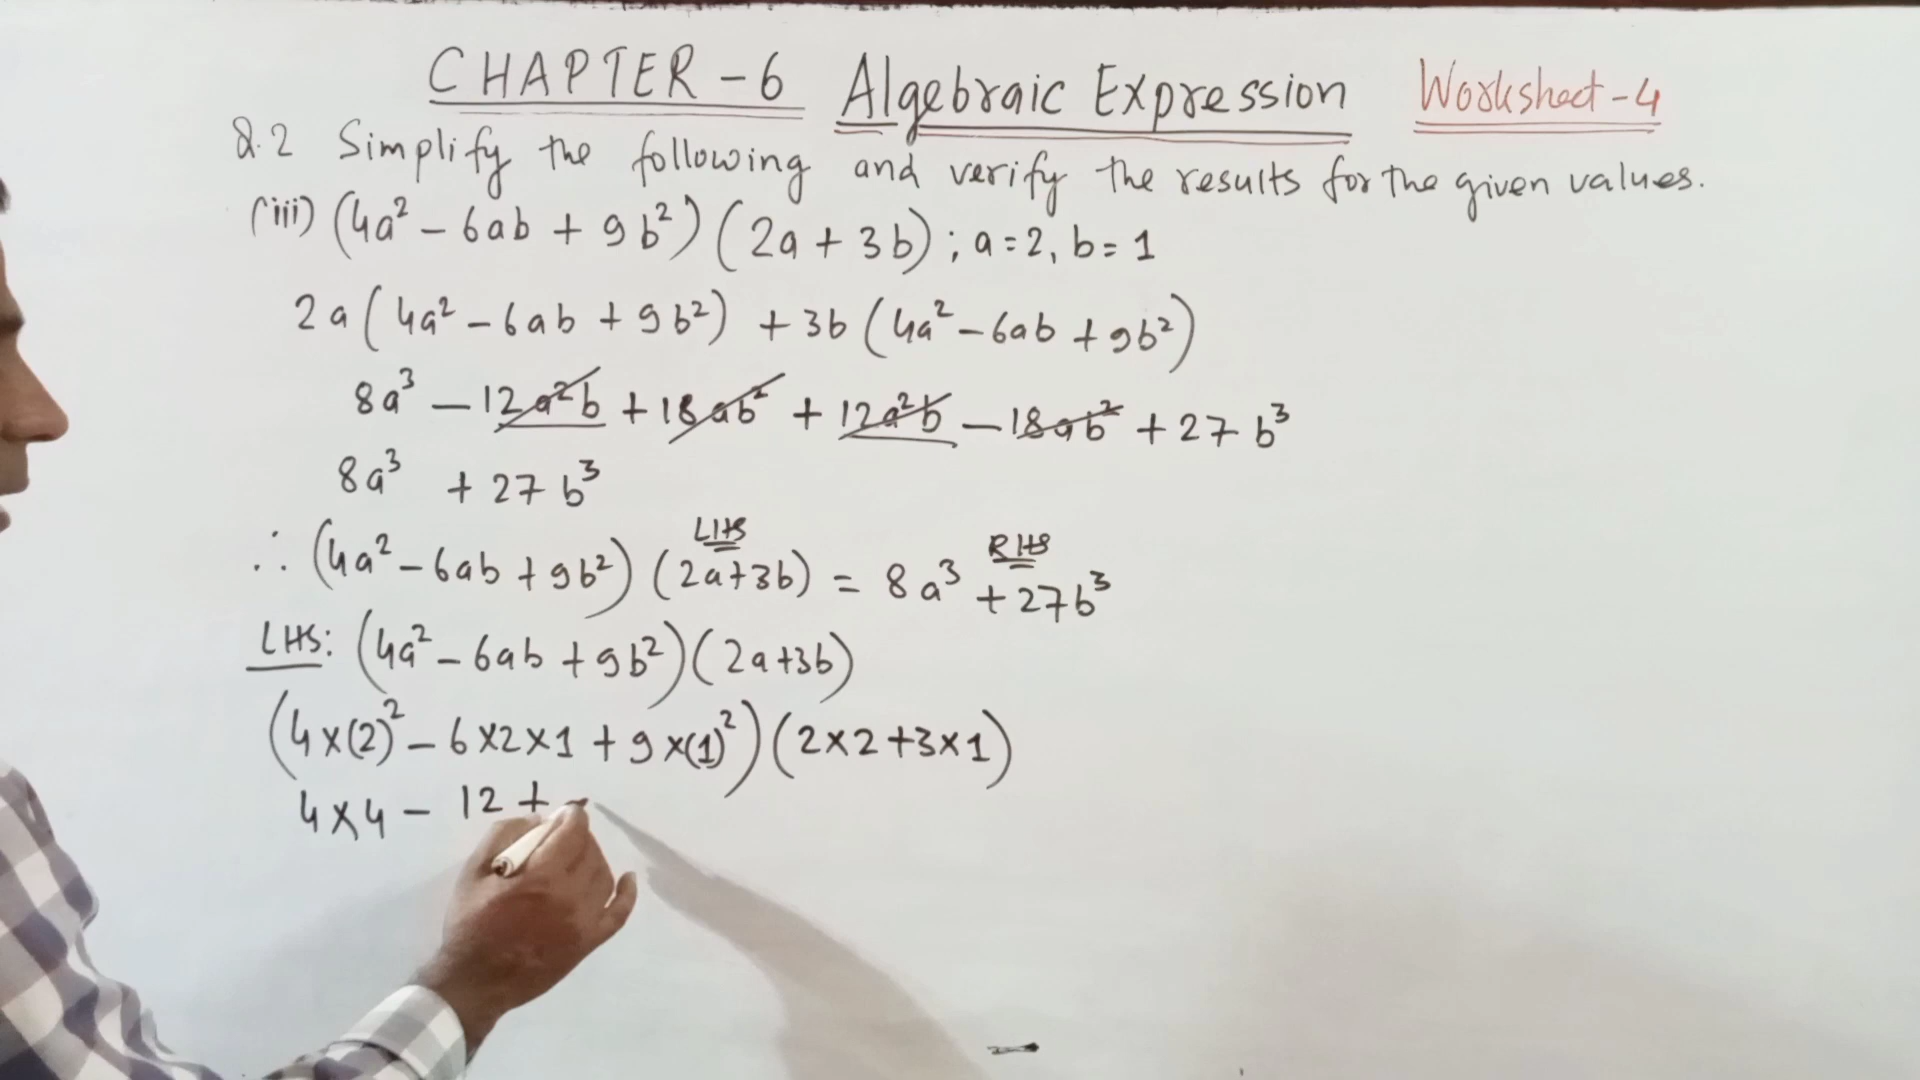 CHAPTER-6 Algebraic Expression Worksheet-4
Q.2 Simplify the following and verify the results for the given values.
(iii) (4a² - 6ab + 9b²) (2a + 3b) ; a = 2, b = 1
2a (4a² - 6ab + 9b²) + 3b (4a² - 6ab + 9b²)
8a³ - 12a²b + 18ab² + 12a²b - 18ab² + 27b³
8a³ + 27b³
LHS RHS
∴ (4a² - 6ab + 9b²) (2a+3b) = 8a³ + 27b³
LHS: (4a² - 6ab + 9b²) (2a+3b)
(4×(2)² - 6×2×1 + 9×(1)²) (2×2+3×1)
4×4 - 12 +